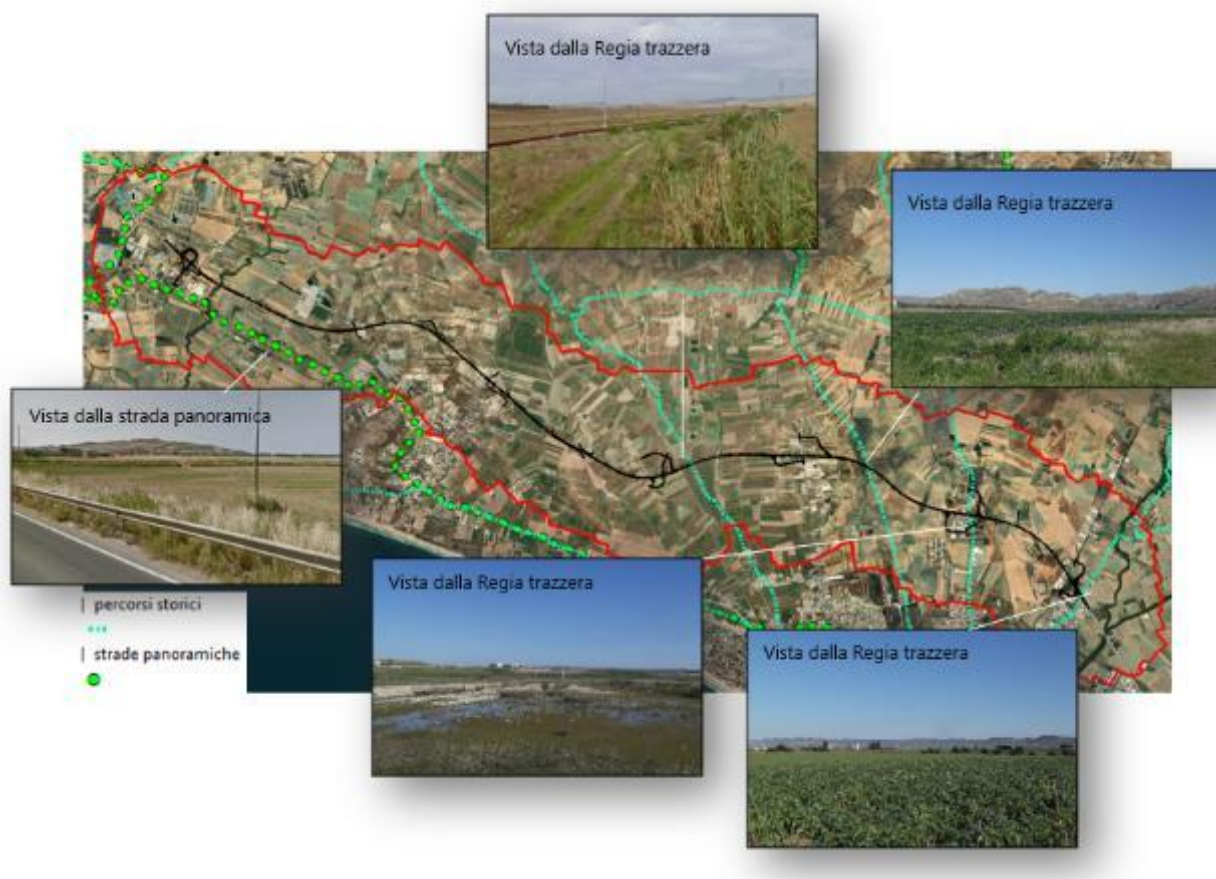 Vista dalla Regia trazzera
Vista dalla Regia trazzera
Vista dalla strada panoramica
Vista dalla Regia trazzera
| percorsi storici
| strade panoramiche
Vista dalla Regia trazzera